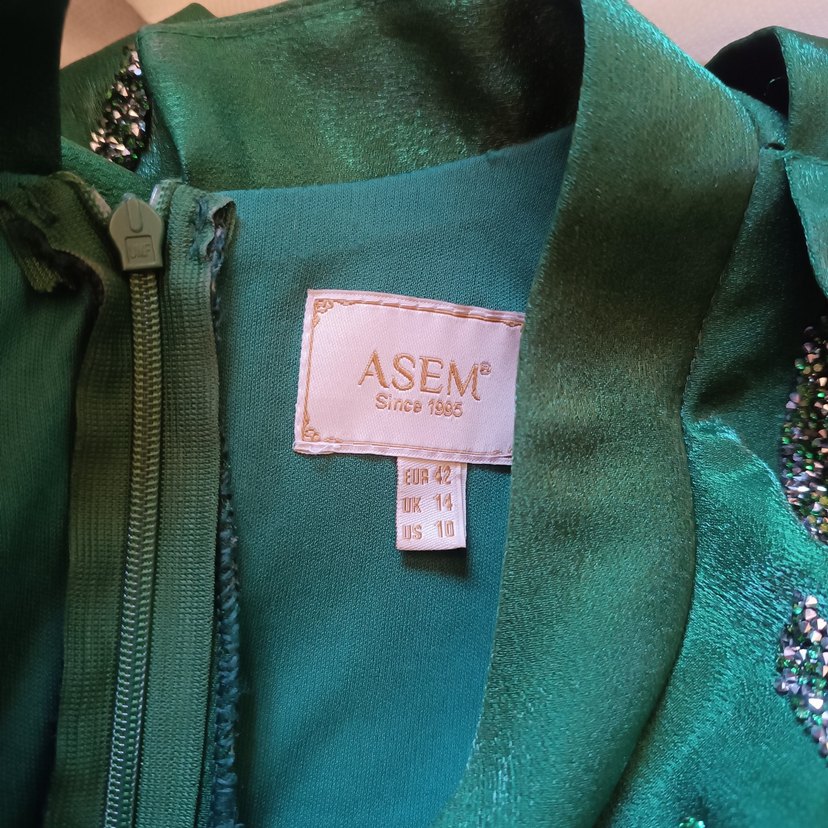 ASEM®
Since 1995
EUR 42
UK 14
US 10